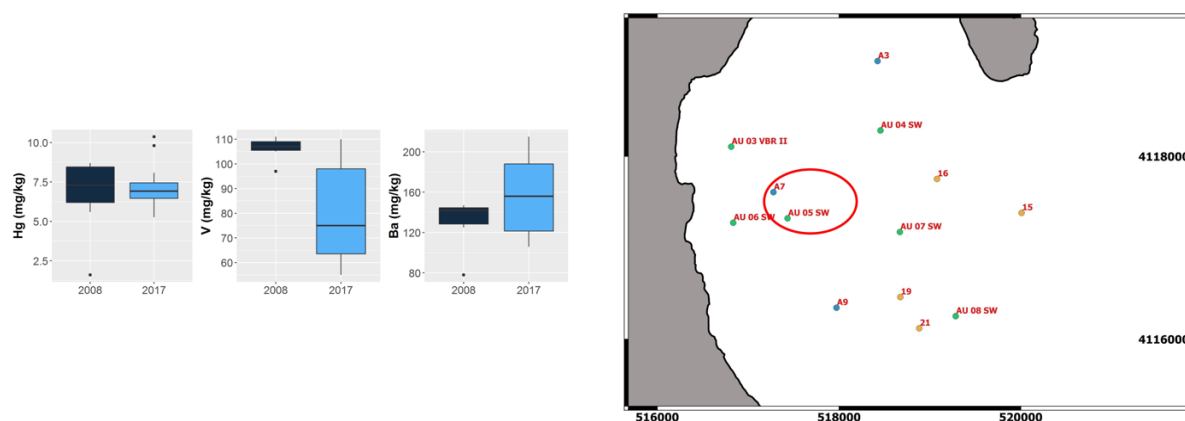 Hg (mg/kg)
10.0
7.5
5.0
2.5
2008
2017
V (mg/kg)
110
100
90
80
70
60
2008
2017
Ba (mg/kg)
200
160
120
80
2008
2017
A3
AU 04 SW
AU 03 VBR II
4118000
16
A7
AU 05 SW
15
AU 06 SW
AU 07 SW
19
A9
AU 08 SW
21
4116000
516000
518000
520000